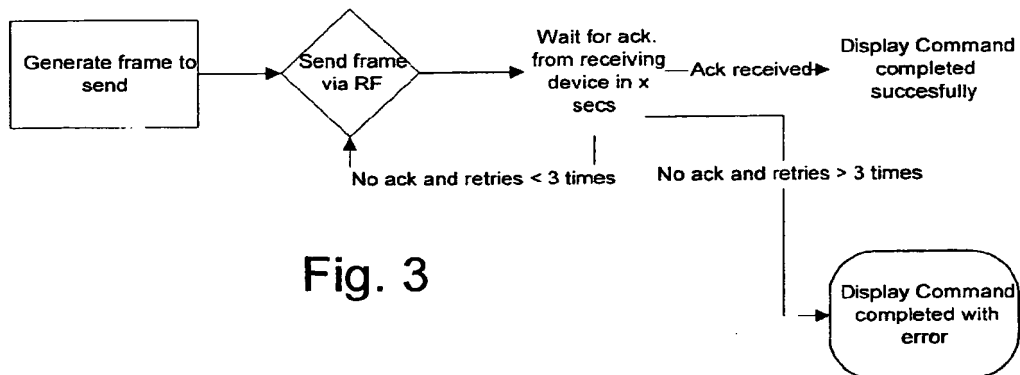 Generate frame to
send
Send frame
via RF
Wait for ack.
from receiving
device in x
secs
Ack received
Display Command
completed
succesfully
No ack and retries < 3 times
No ack and retries > 3 times
Display Command
completed with
error
Fig. 3